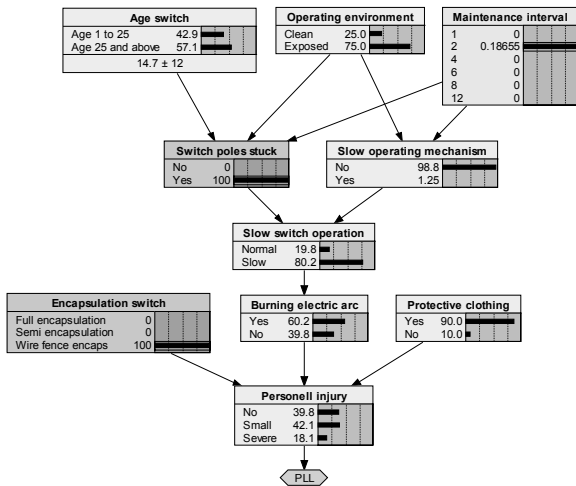 Age switch
Age 1 to 25 42.9
Age 25 and above 57.1
14.7 ± 12
Operating environment
Clean 25.0
Exposed 75.0
Maintenance interval
1 0
2 0.18655
4 0
6 0
8 0
12 0
Switch poles stuck
No 0
Yes 100
Slow operating mechanism
No 98.8
Yes 1.25
Slow switch operation
Normal 19.8
Slow 80.2
Encapsulation switch
Full encapsulation 0
Semi encapsulation 0
Wire fence encaps 100
Burning electric arc
Yes 60.2
No 39.8
Protective clothing
Yes 90.0
No 10.0
Personell injury
No 39.8
Small 42.1
Severe 18.1
PLL